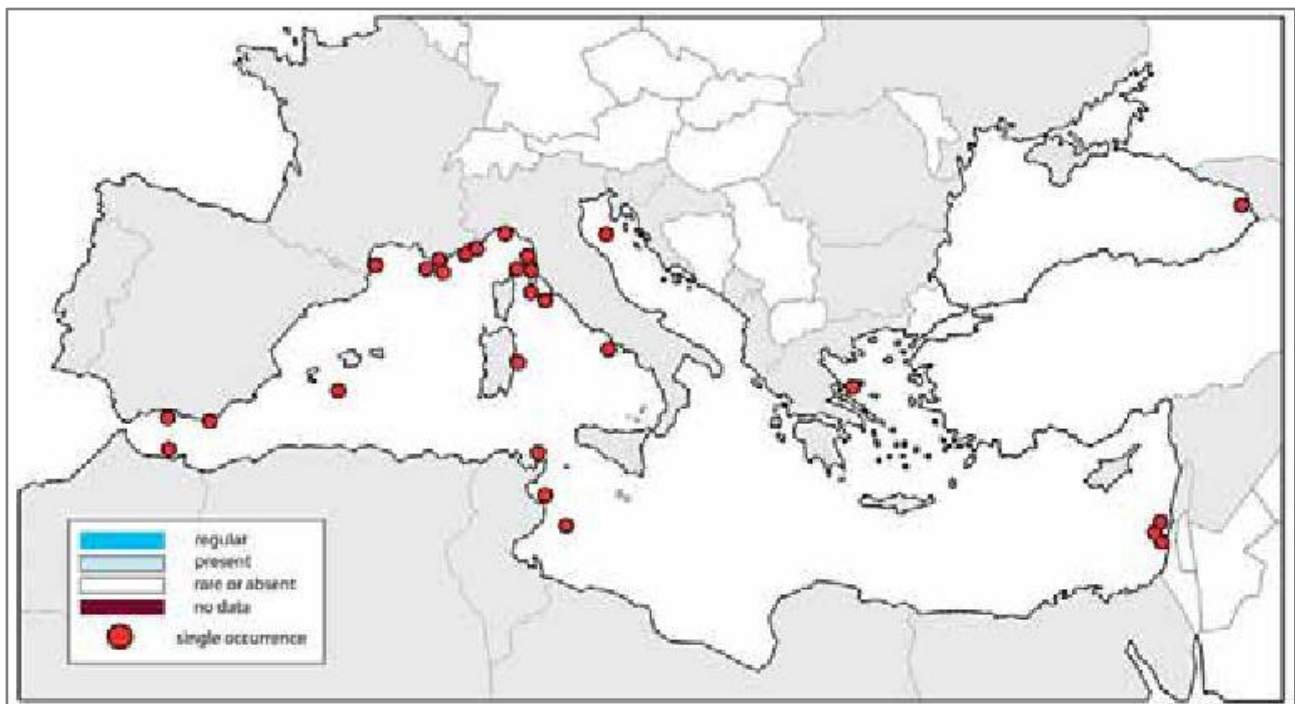 regular
present
rare or absent
no data
single occurrence